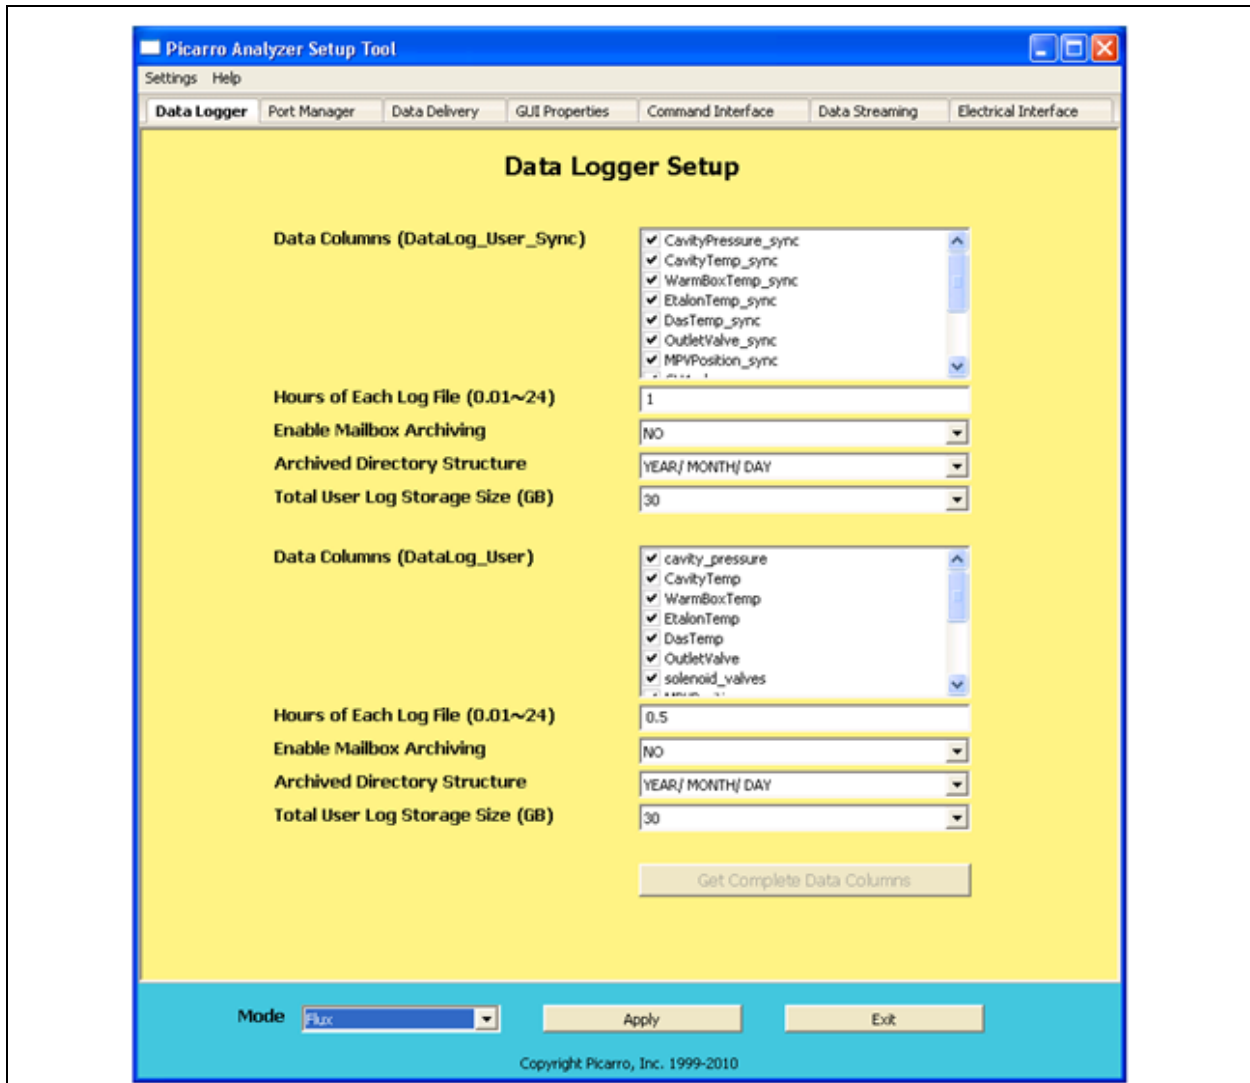 Picarro Analyzer Setup Tool
Settings Help
Data Logger Port Manager Data Delivery GUI Properties Command Interface Data Streaming Electrical Interface
Data Logger Setup
Data Columns (DataLog_User_Sync)
CavityPressure_sync
CavityTemp_sync
WarmBoxTemp_sync
EtalonTemp_sync
DasTemp_sync
OutletValve_sync
MPVPosition_sync
Hours of Each Log File (0.01~24) 1
Enable Mailbox Archiving NO
Archived Directory Structure YEAR/ MONTH/ DAY
Total User Log Storage Size (GB) 30
Data Columns (DataLog_User)
cavity_pressure
CavityTemp
WarmBoxTemp
EtalonTemp
DasTemp
OutletValve
solenoid_valves
Hours of Each Log File (0.01~24) 0.5
Enable Mailbox Archiving NO
Archived Directory Structure YEAR/ MONTH/ DAY
Total User Log Storage Size (GB) 30
Get Complete Data Columns
Mode Flux Apply Exit
Copyright Picarro, Inc. 1999-2010